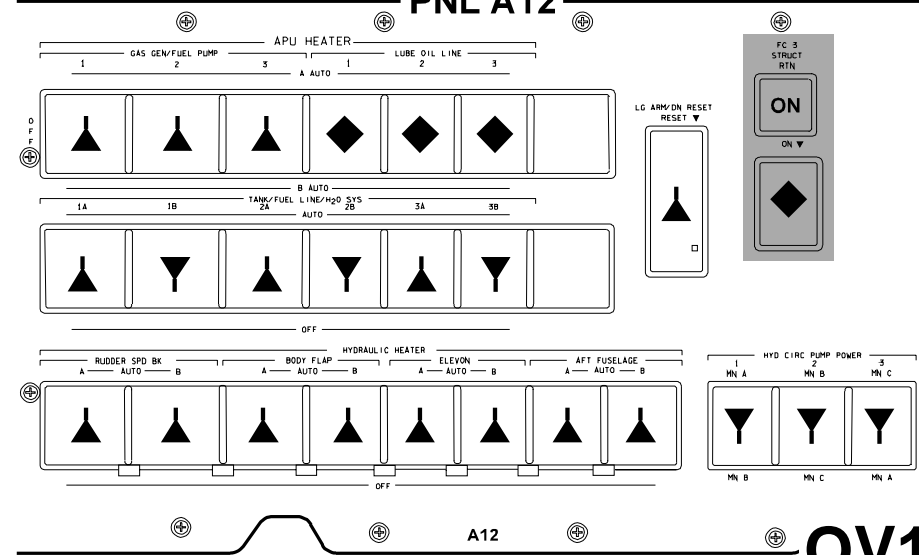 PNL A12
APU HEATER
GAS GEN/FUEL PUMP LUBE OIL LINE
1 2 3 1 2 3
A AUTO
OFF
B AUTO
TANK/FUEL LINE/H2O SYS
1A 1B 2A 2B 3A 3B
AUTO
OFF
LG ARM/DN RESET
RESET ▼
FC 3
STRUCT
RTN
ON
ON ▼
HYDRAULIC HEATER
RUDDER SPD BK BODY FLAP ELEVON AFT FUSELAGE
A AUTO B A AUTO B A AUTO B A AUTO B
OFF
HYD CIRC PUMP POWER
1 2 3
MN A MN B MN C
MN B MN C MN A
A12
OV1